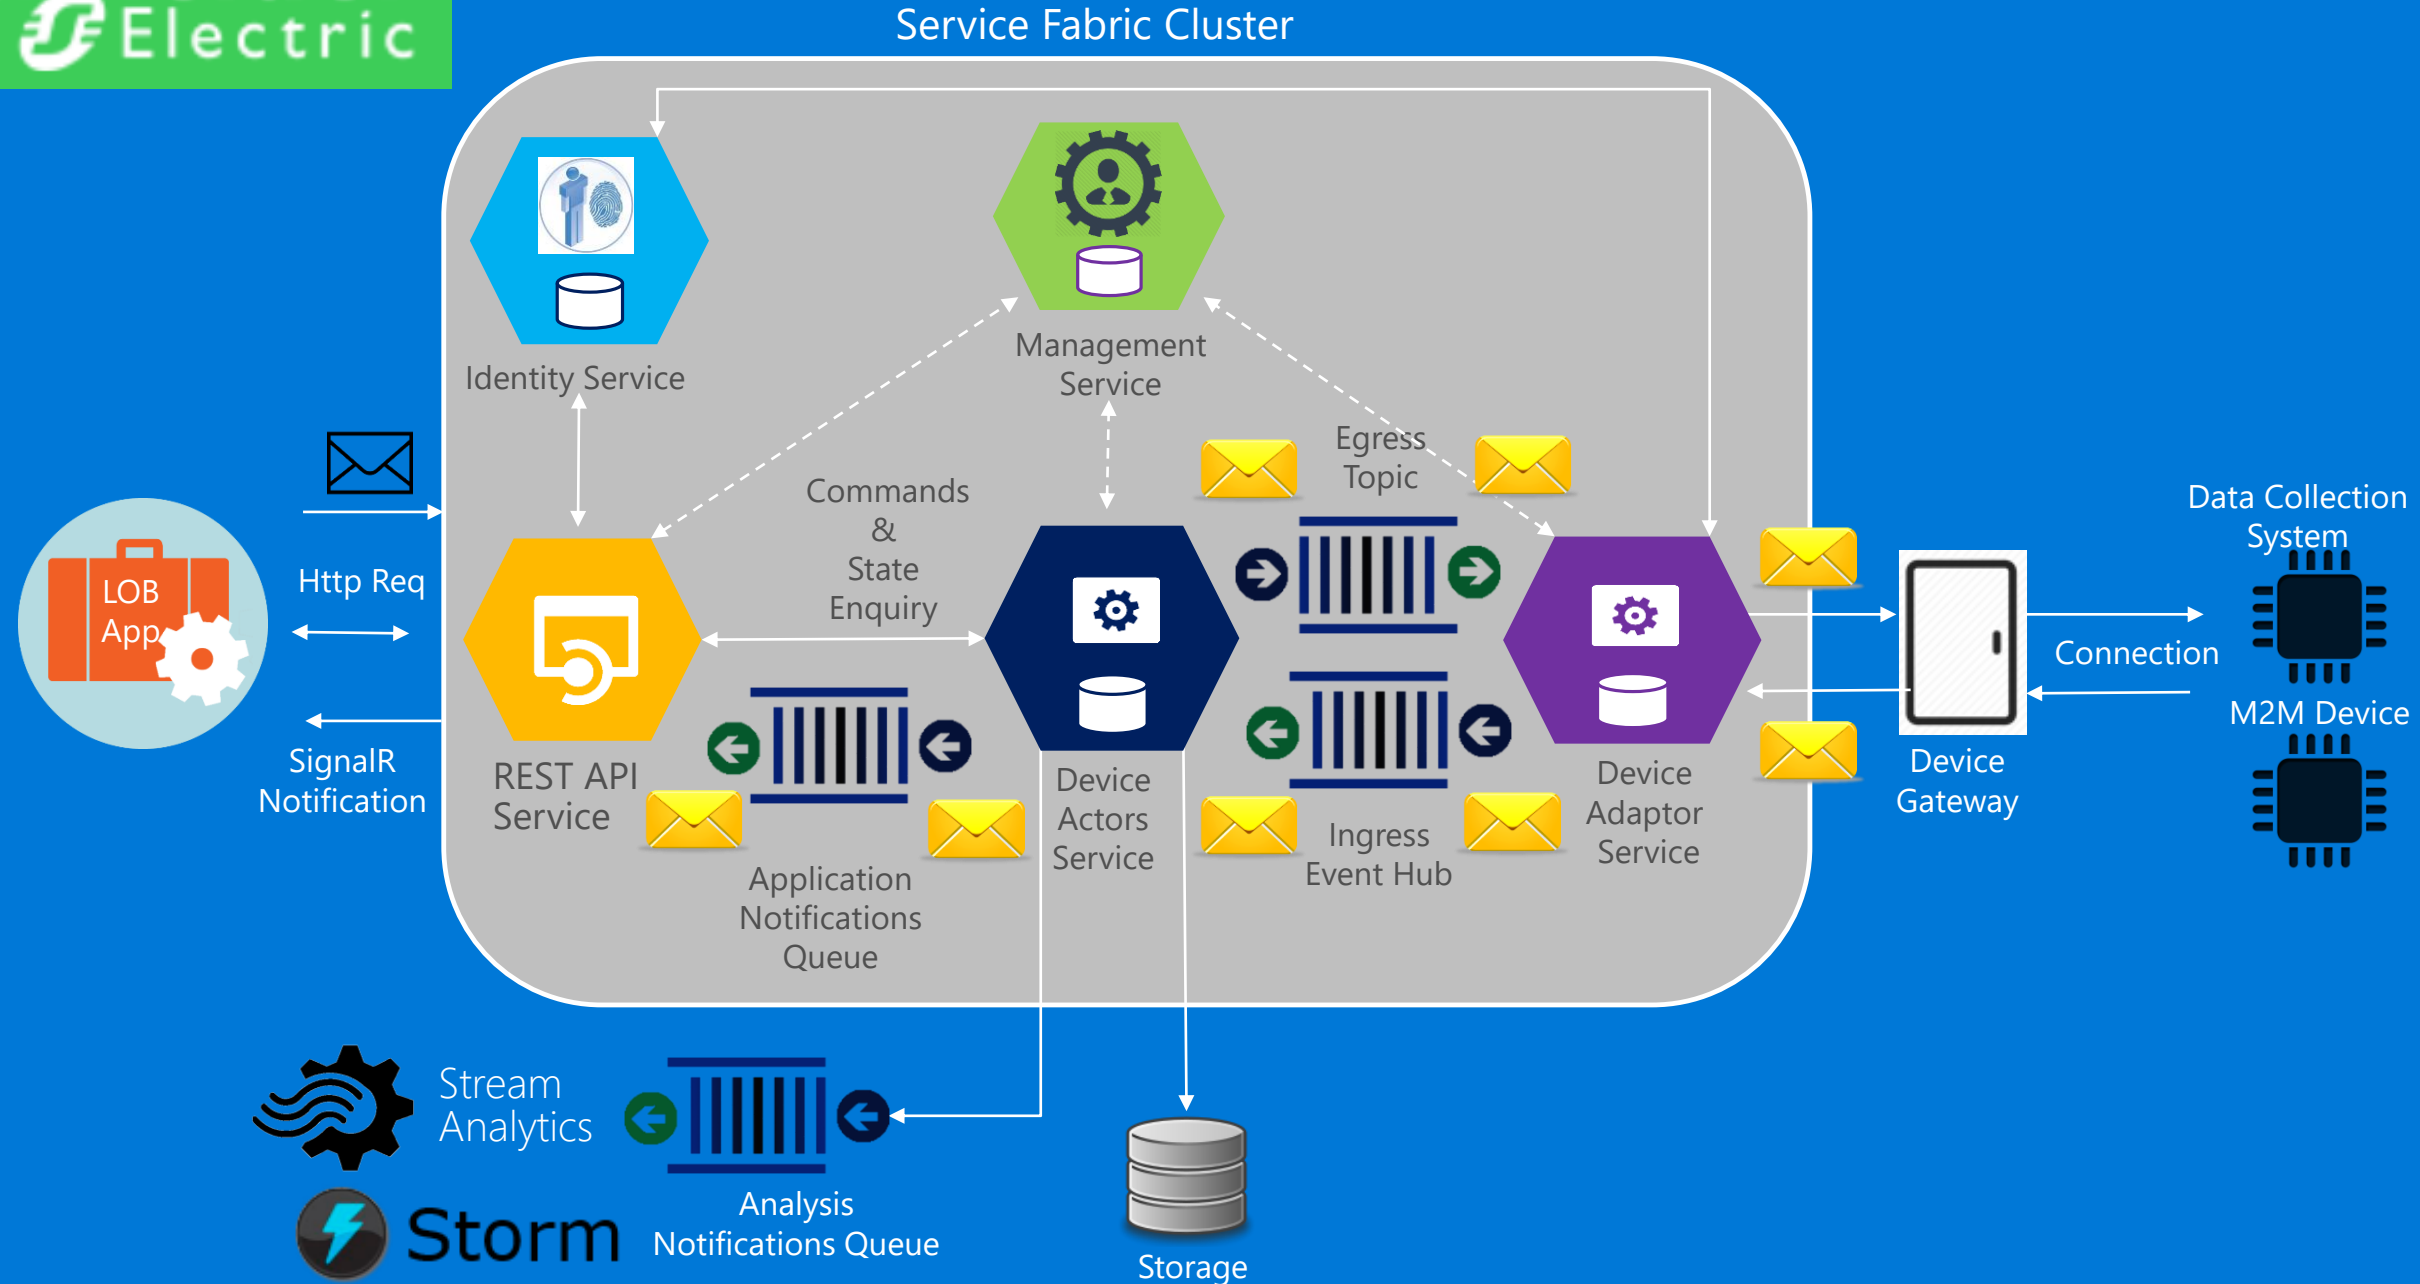 Electric
Service Fabric Cluster
Identity Service
Management
Service
Commands
&
State
Enquiry
Egress
Topic
Http Req
LOB
App
SignalR
Notification
REST API
Service
Application
Notifications
Queue
Device
Actors
Service
Ingress
Event Hub
Device
Adaptor
Service
Device
Gateway
Connection
Data Collection
System
M2M Device
Stream
Analytics
Storm
Analysis
Notifications Queue
Storage